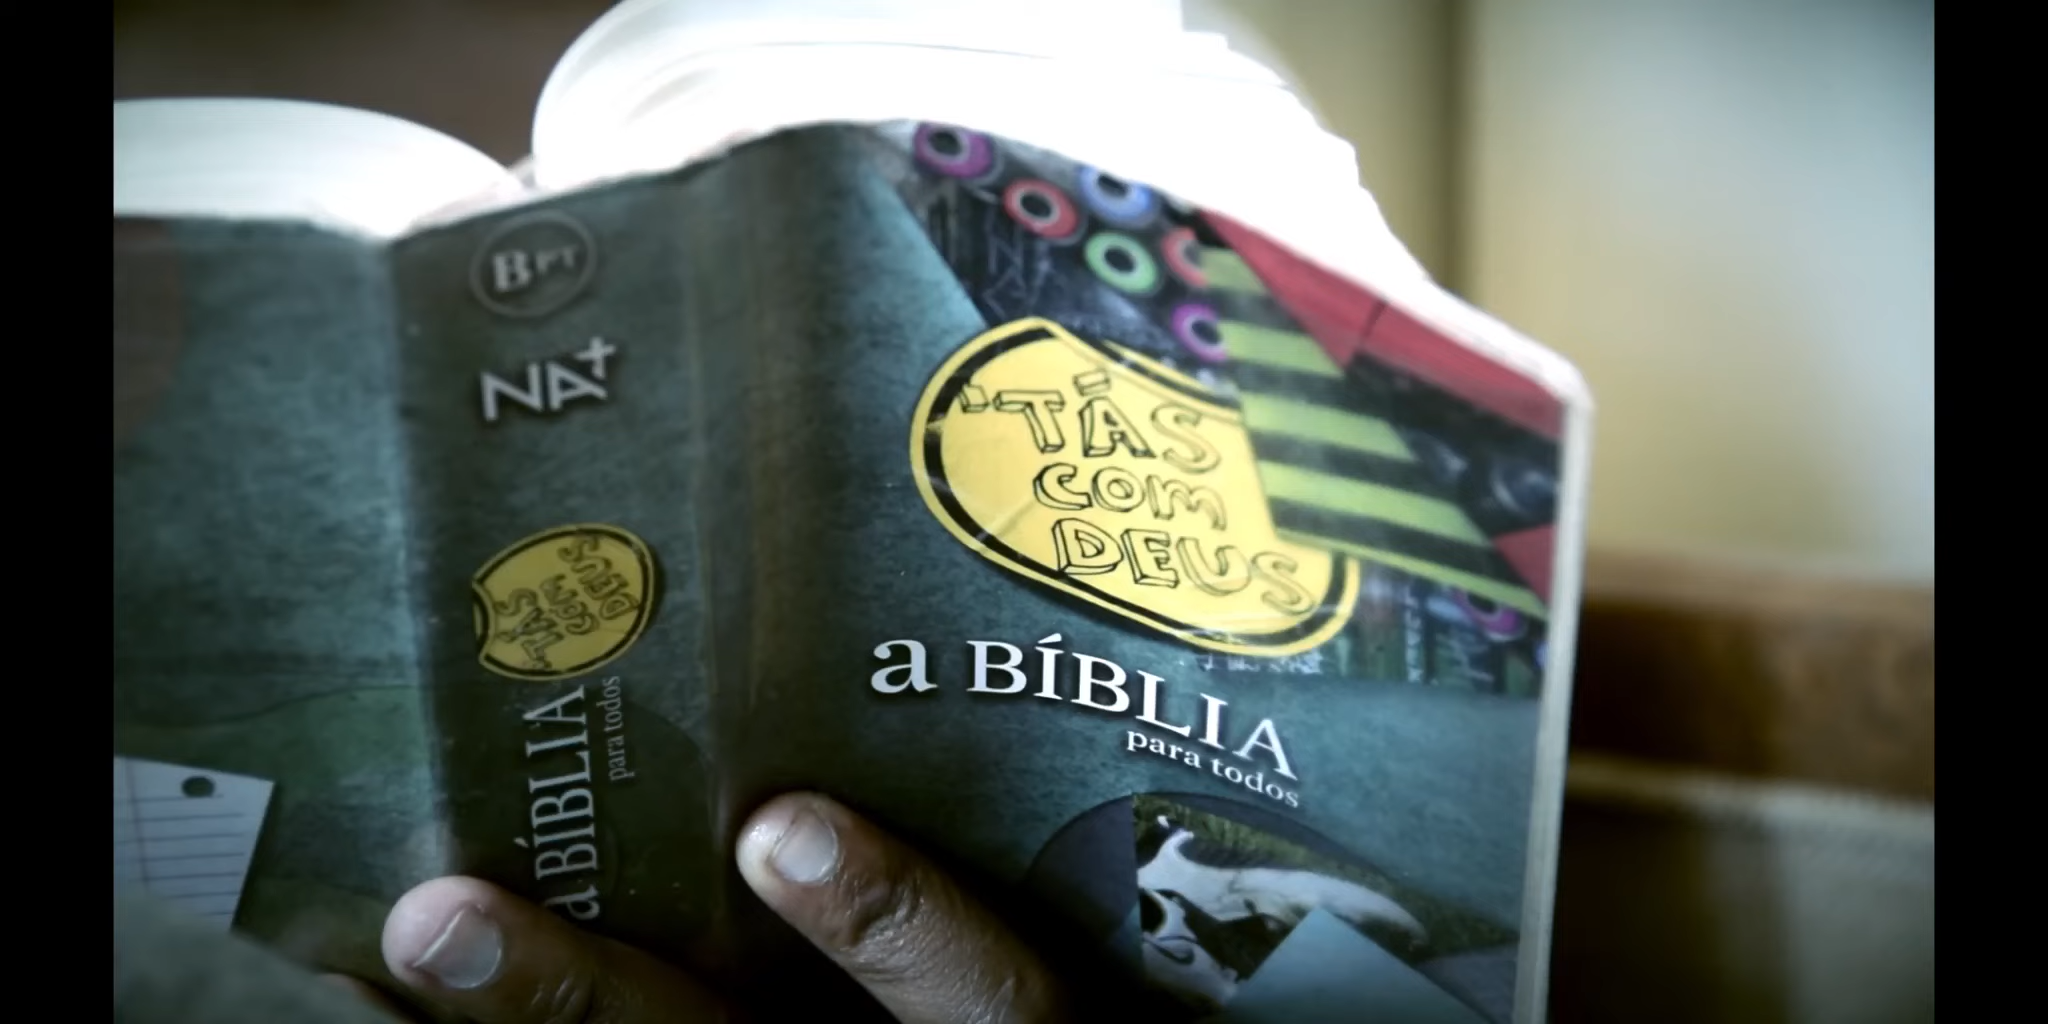 BPT
NA+
'TÁS
COM
DEUS
a BÍBLIA
para todos
'TÁS
COM
DEUS
a BÍBLIA
para todos